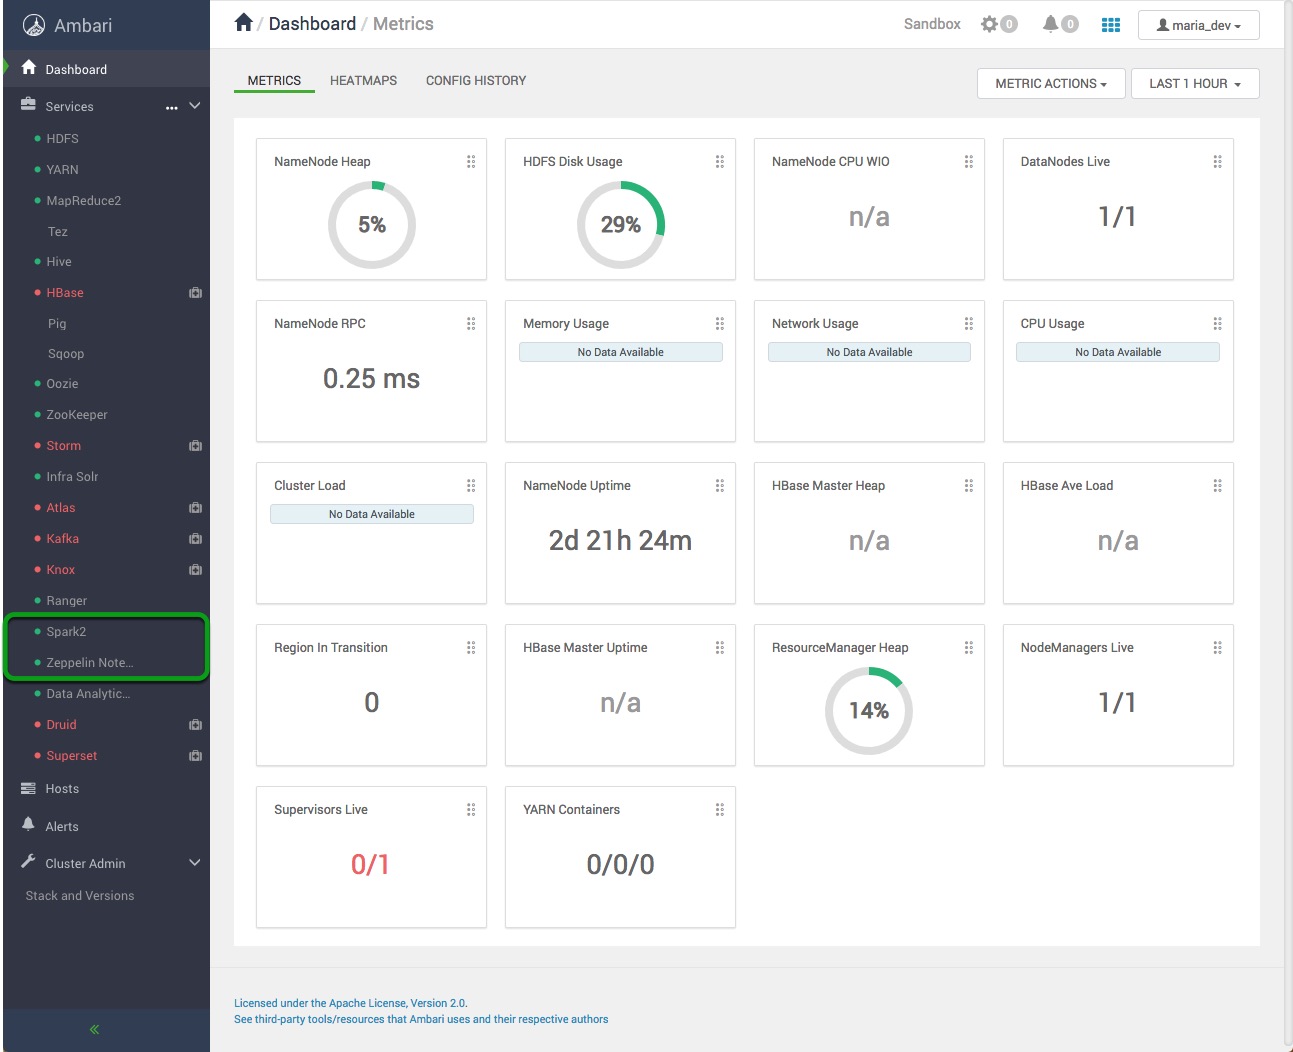 Ambari
Dashboard / Metrics
Sandbox
0
0
maria_dev
Dashboard
Services
HDFS
YARN
MapReduce2
Tez
Hive
HBase
Pig
Sqoop
Oozie
ZooKeeper
Storm
Infra Solr
Atlas
Kafka
Knox
Ranger
Spark2
Zeppelin Note...
Data Analytic...
Druid
Superset
Hosts
Alerts
Cluster Admin
Stack and Versions
METRICS HEATMAPS CONFIG HISTORY
METRIC ACTIONS
LAST 1 HOUR
NameNode Heap
5%
HDFS Disk Usage
29%
NameNode CPU WIO
n/a
DataNodes Live
1/1
NameNode RPC
0.25 ms
Memory Usage
No Data Available
Network Usage
No Data Available
CPU Usage
No Data Available
Cluster Load
No Data Available
NameNode Uptime
2d 21h 24m
HBase Master Heap
n/a
HBase Ave Load
n/a
Region In Transition
0
HBase Master Uptime
n/a
ResourceManager Heap
14%
NodeManagers Live
1/1
Supervisors Live
0/1
YARN Containers
0/0/0
Licensed under the Apache License, Version 2.0.
See third-party tools/resources that Ambari uses and their respective authors